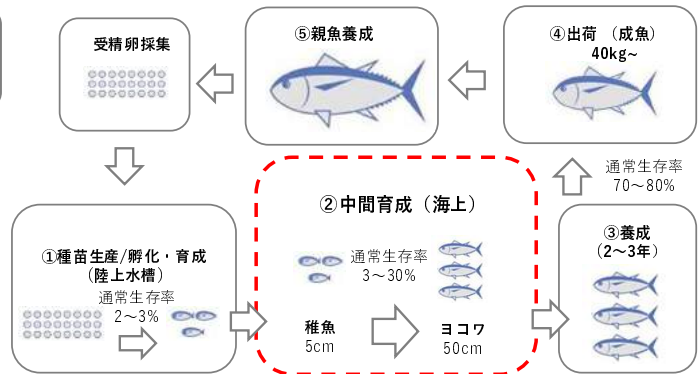 受精卵採集
⑤親魚養成
④出荷 （成魚）
40kg~
通常生存率
70～80%
①種苗生産/孵化・育成
（陸上水槽）
通常生存率
2～3%
②中間育成（海上）
通常生存率
3～30%
稚魚
5cm
ヨコワ
50cm
③養成
（2～3年）